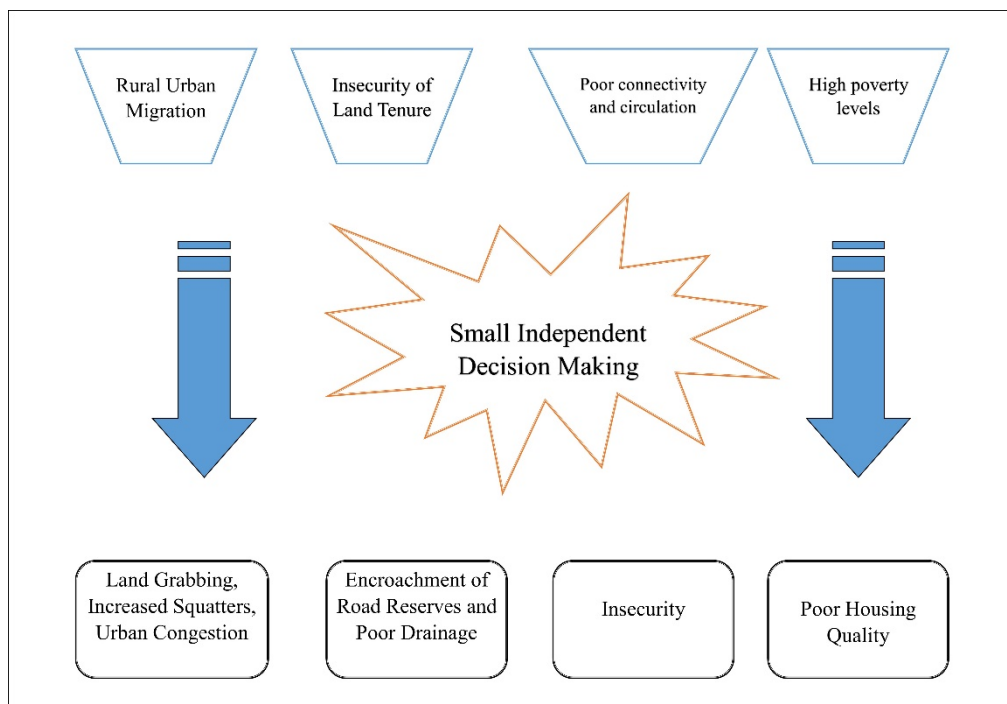 Rural Urban
Migration
Insecurity of
Land Tenure
Poor connectivity
and circulation
High poverty
levels
Small Independent
Decision Making
Land Grabbing,
Increased Squatters,
Urban Congestion
Encroachment of
Road Reserves and
Poor Drainage
Insecurity
Poor Housing
Quality